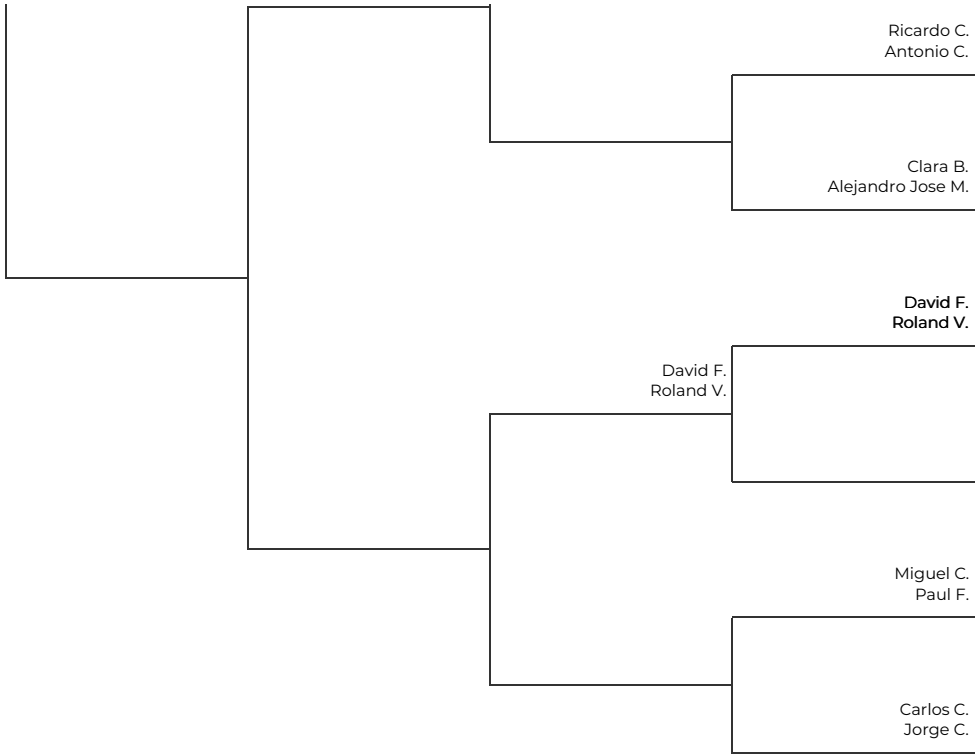 Ricardo C.
Antonio C.
Clara B.
Alejandro Jose M.
David F.
Roland V.
David F.
Roland V.
Miguel C.
Paul F.
Carlos C.
Jorge C.